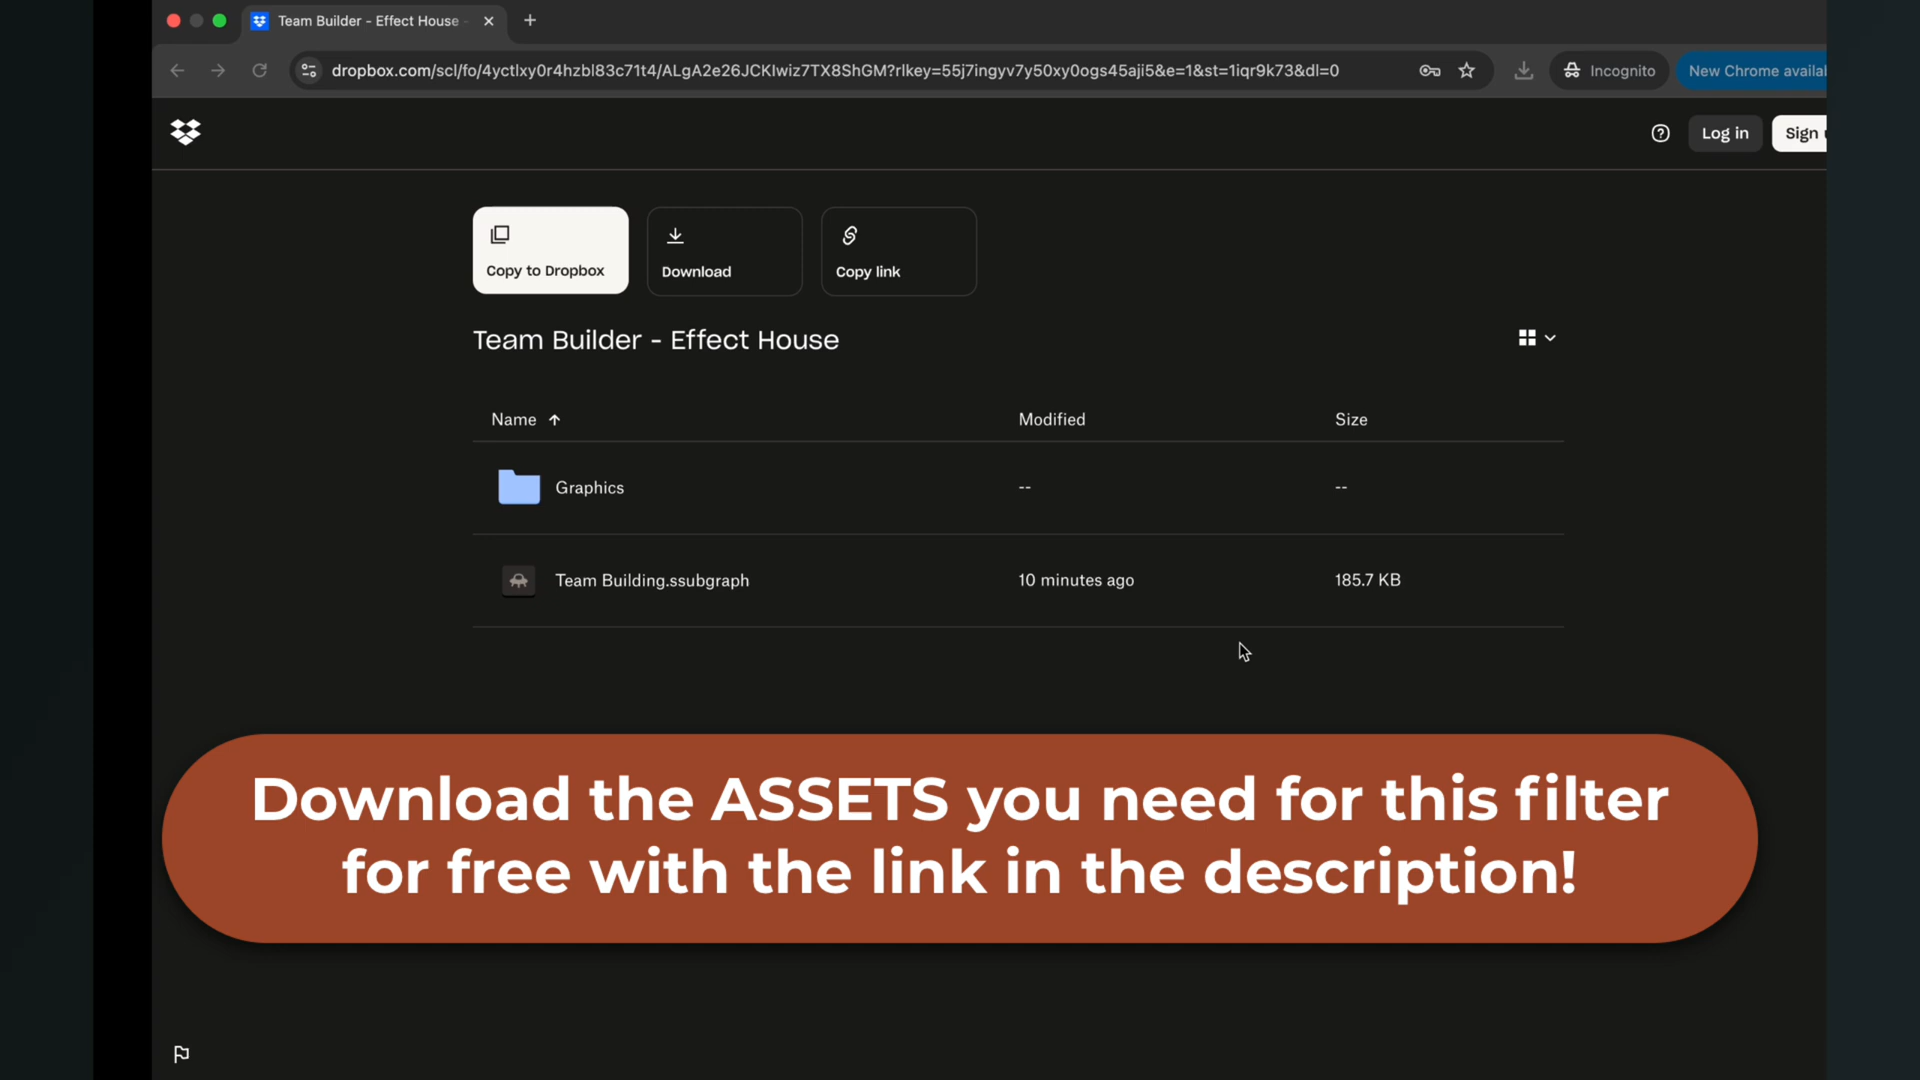 Team Builder - Effect House -
dropbox.com/scl/fo/4yctlxy0r4hzbl83c71t4/ALgA2e26JCKIwiz7TX8ShGM?rlkey=55j7ingyv7y50xy0ogs45aji5&e=1&st=1iqr9k73&dl=0
Incognito
New Chrome availab
Log in
Sign u
Copy to Dropbox
Download
Copy link
Team Builder - Effect House
Name Modified Size
Graphics -- --
Team Building.ssubgraph 10 minutes ago 185.7 KB
Download the ASSETS you need for this filter
for free with the link in the description!